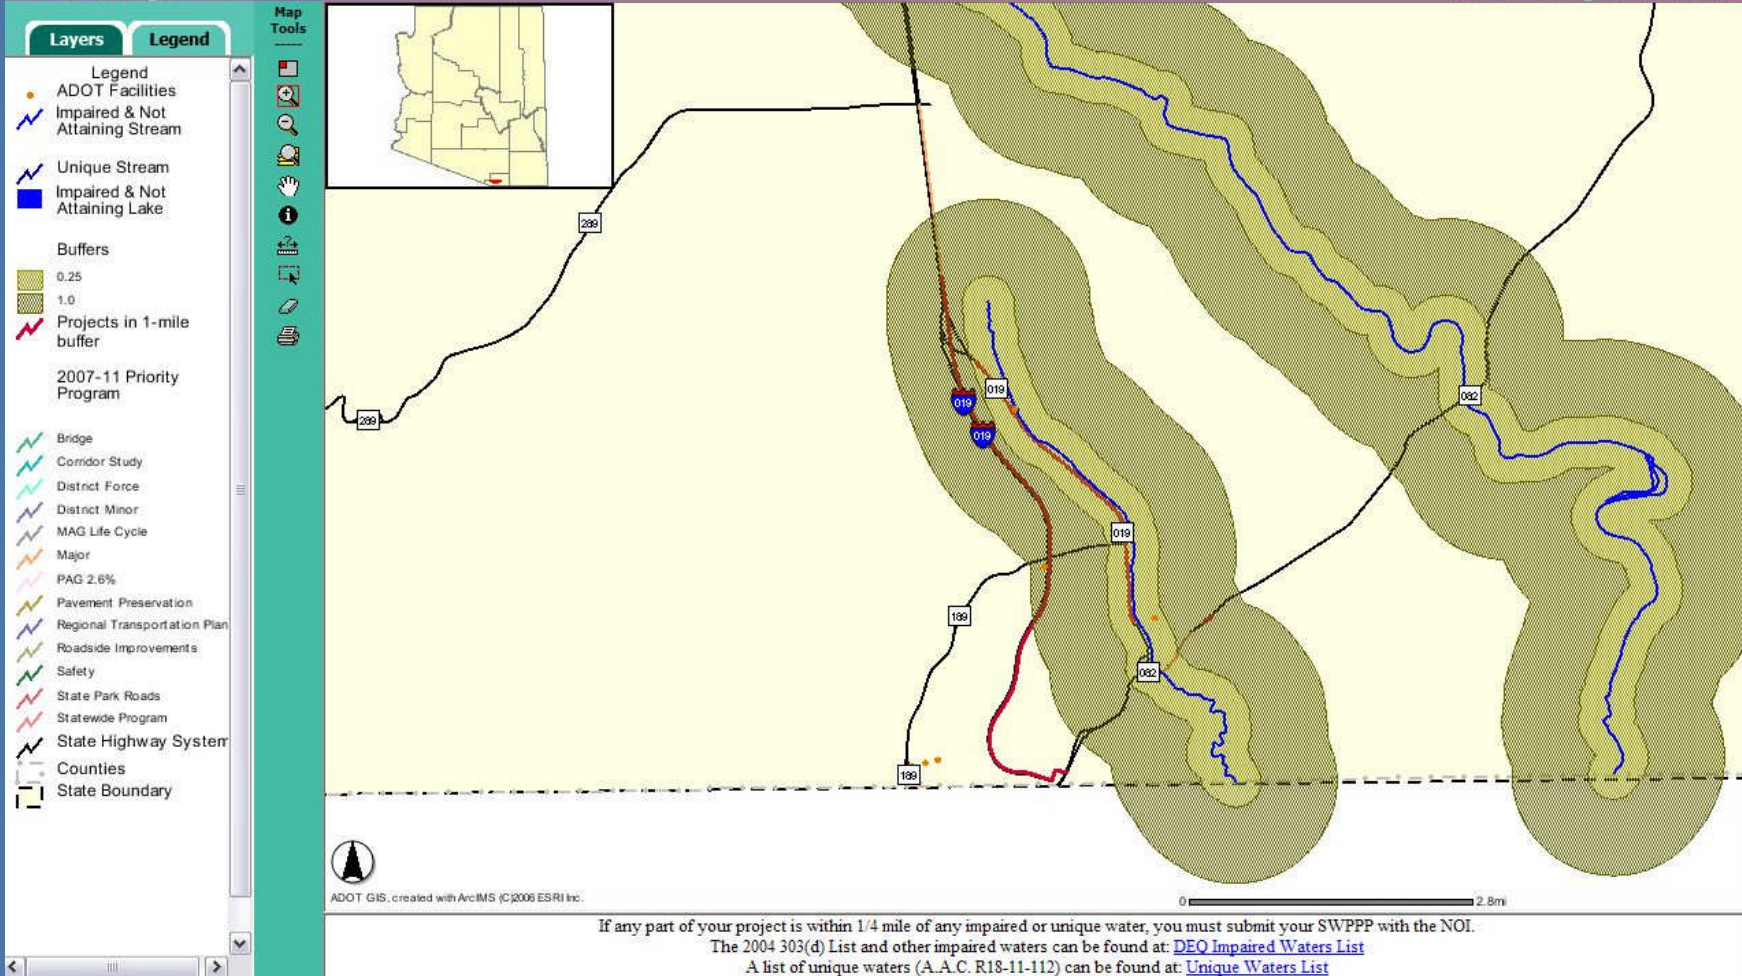 Layers
Legend
Legend
ADOT Facilities
Impaired & Not
Attaining Stream
Unique Stream
Impaired & Not
Attaining Lake
Buffers
0.25
1.0
Projects in 1-mile
buffer
2007-11 Priority
Program
Bridge
Corridor Study
District Force
District Minor
MAG Life Cycle
Major
PAG 2.6%
Pavement Preservation
Regional Transportation Plan
Roadside Improvements
Safety
State Park Roads
Statewide Program
State Highway System
Counties
State Boundary
Map
Tools
289
289
019
019
019
019
082
189
082
189
ADOT GIS, created with ArcIMS (C)2006 ESRI Inc.
0 2.8mi
If any part of your project is within 1/4 mile of any impaired or unique water, you must submit your SWPPP with the NOI.
The 2004 303(d) List and other impaired waters can be found at: DEQ Impaired Waters List
A list of unique waters (A.A.C. R18-11-112) can be found at: Unique Waters List